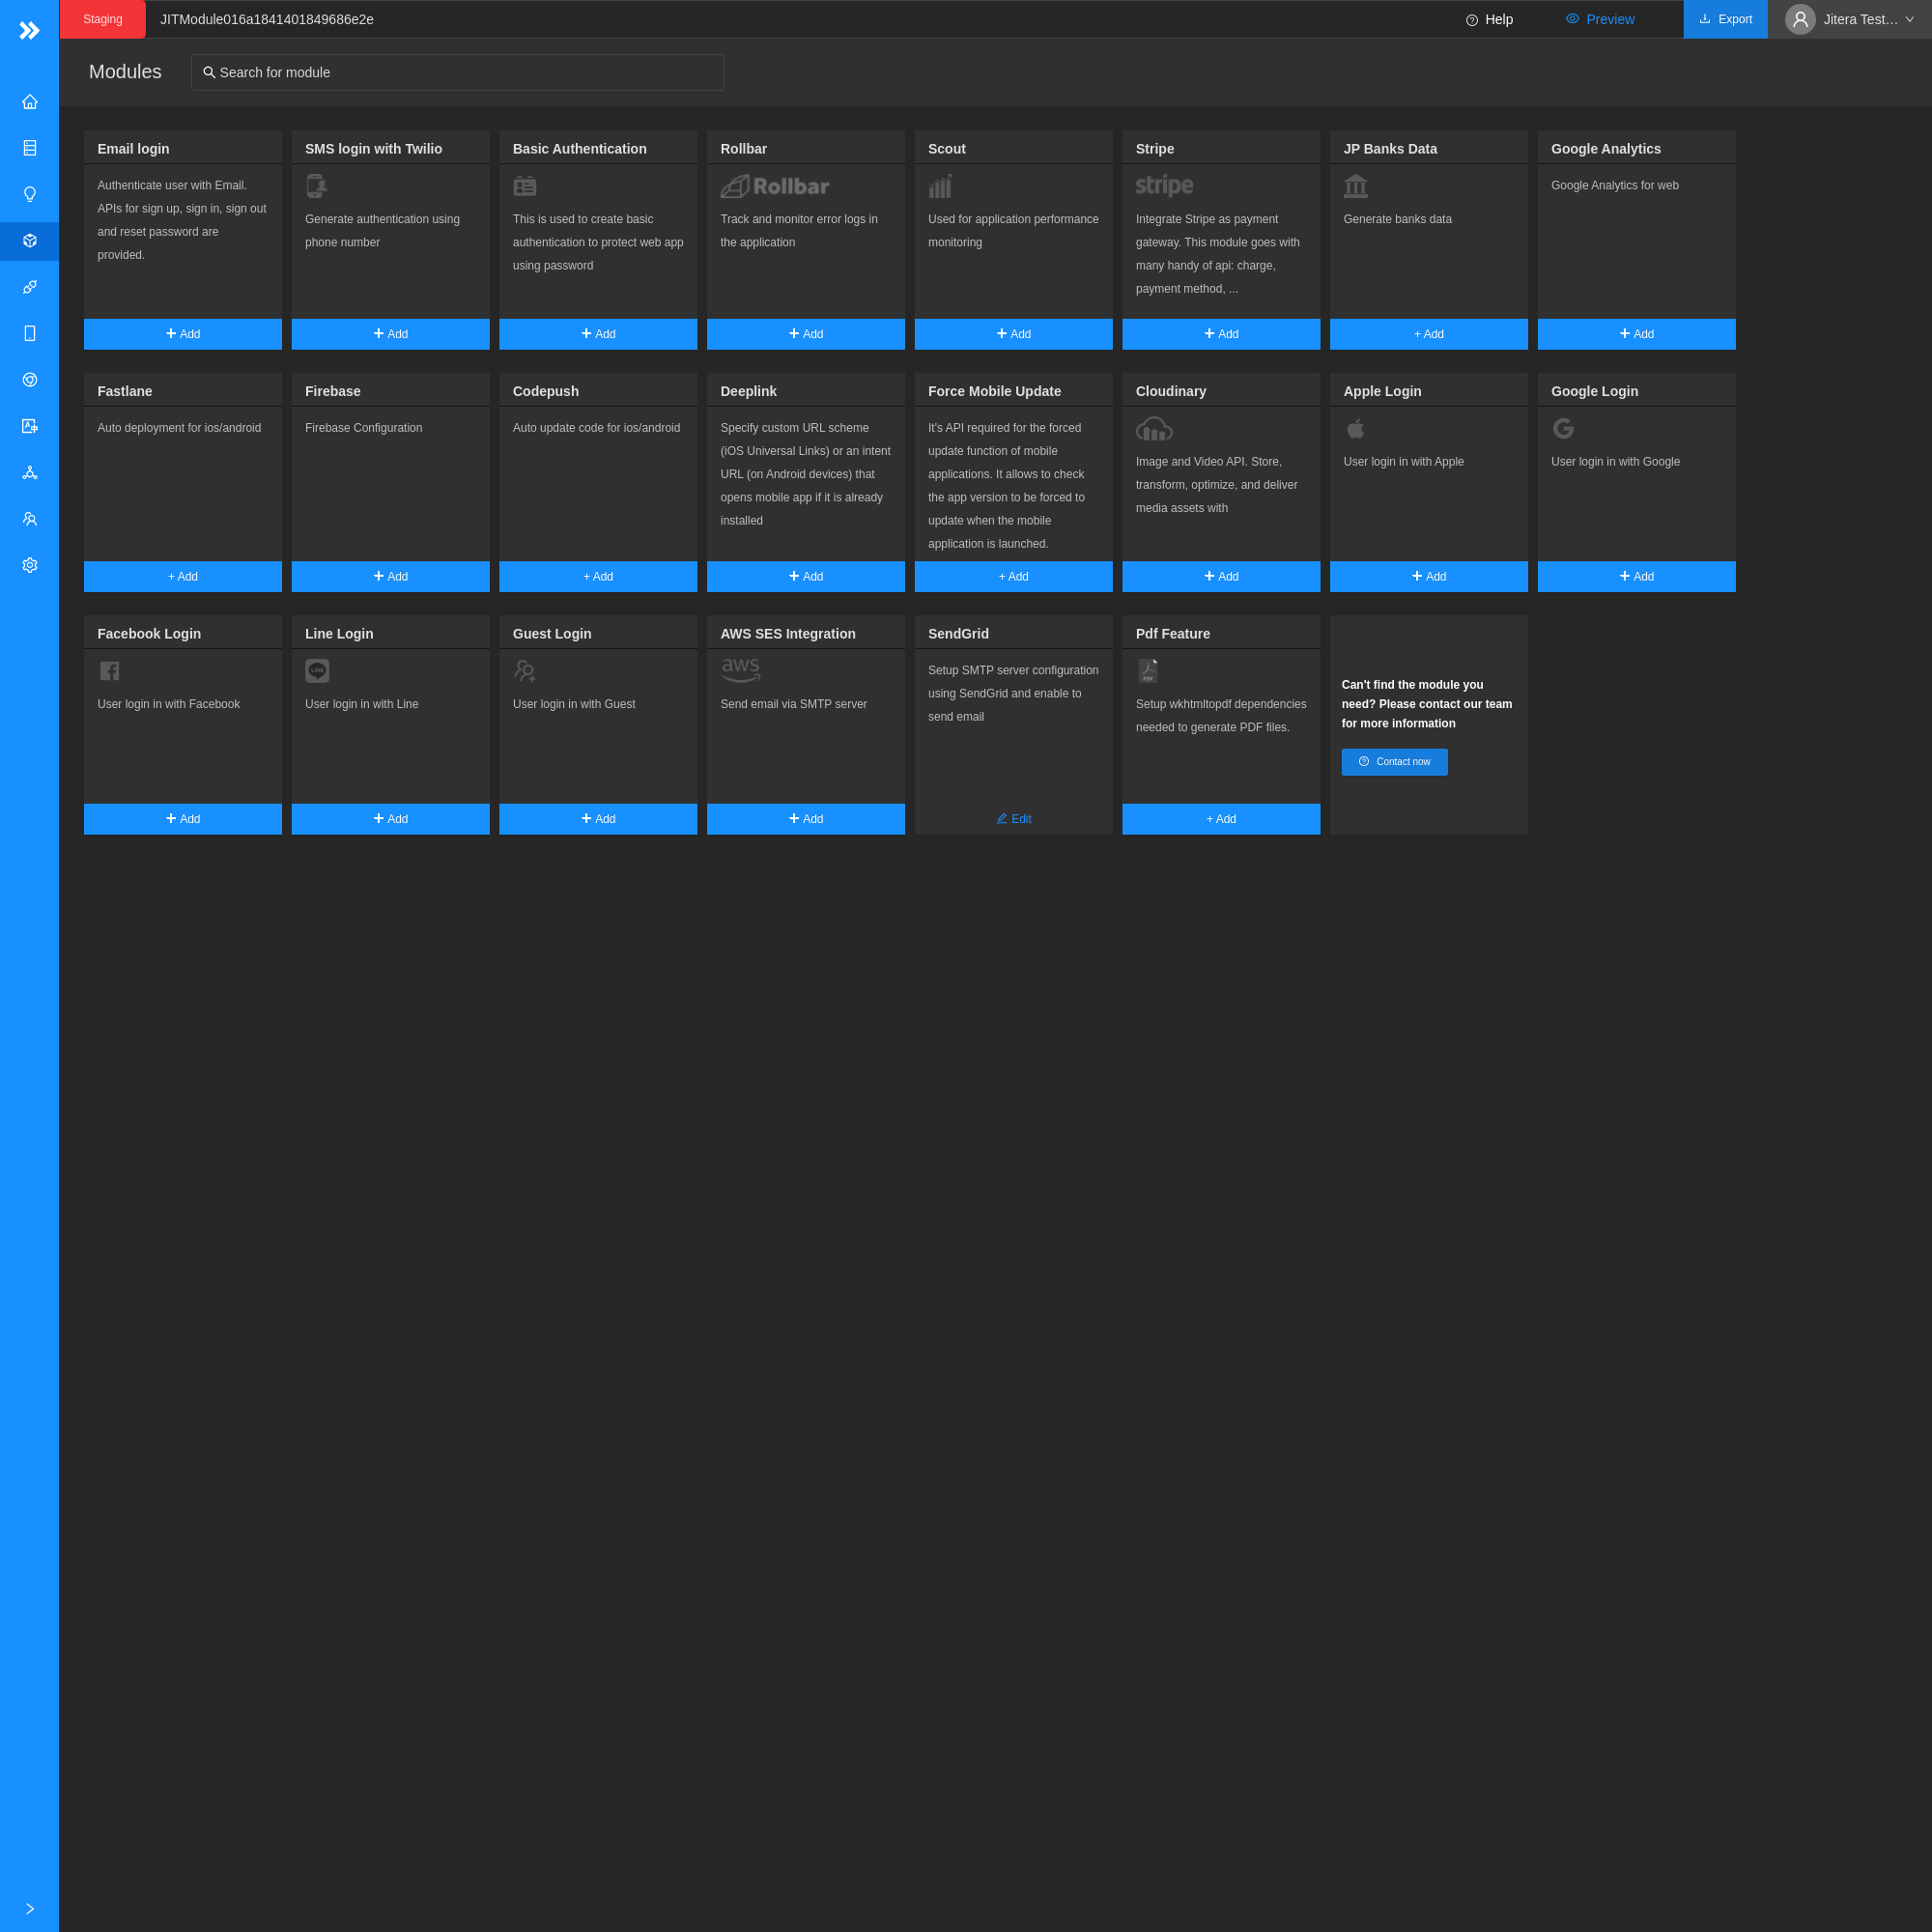 Staging
JITModule016a1841401849686e2e
Help
Preview
Export
Jitera Test…
Modules
Search for module
Email login
Authenticate user with Email.
APIs for sign up, sign in, sign out
and reset password are
provided.
Add
SMS login with Twilio
Generate authentication using
phone number
Add
Basic Authentication
This is used to create basic
authentication to protect web app
using password
Add
Rollbar
Rollbar
Track and monitor error logs in
the application
Add
Scout
Used for application performance
monitoring
Add
Stripe
stripe
Integrate Stripe as payment
gateway. This module goes with
many handy of api: charge,
payment method, ...
Add
JP Banks Data
Generate banks data
+ Add
Google Analytics
Google Analytics for web
Add
Fastlane
Auto deployment for ios/android
+ Add
Firebase
Firebase Configuration
Add
Codepush
Auto update code for ios/android
+ Add
Deeplink
Specify custom URL scheme
(iOS Universal Links) or an intent
URL (on Android devices) that
opens mobile app if it is already
installed
Add
Force Mobile Update
It's API required for the forced
update function of mobile
applications. It allows to check
the app version to be forced to
update when the mobile
application is launched.
+ Add
Cloudinary
Image and Video API. Store,
transform, optimize, and deliver
media assets with
Add
Apple Login
User login in with Apple
Add
Google Login
User login in with Google
Add
Facebook Login
User login in with Facebook
Add
Line Login
LINE
User login in with Line
Add
Guest Login
User login in with Guest
Add
AWS SES Integration
aws
Send email via SMTP server
Add
SendGrid
Setup SMTP server configuration
using SendGrid and enable to
send email
Edit
Pdf Feature
PDF
Setup wkhtmltopdf dependencies
needed to generate PDF files.
+ Add
Can't find the module you
need? Please contact our team
for more information
Contact now